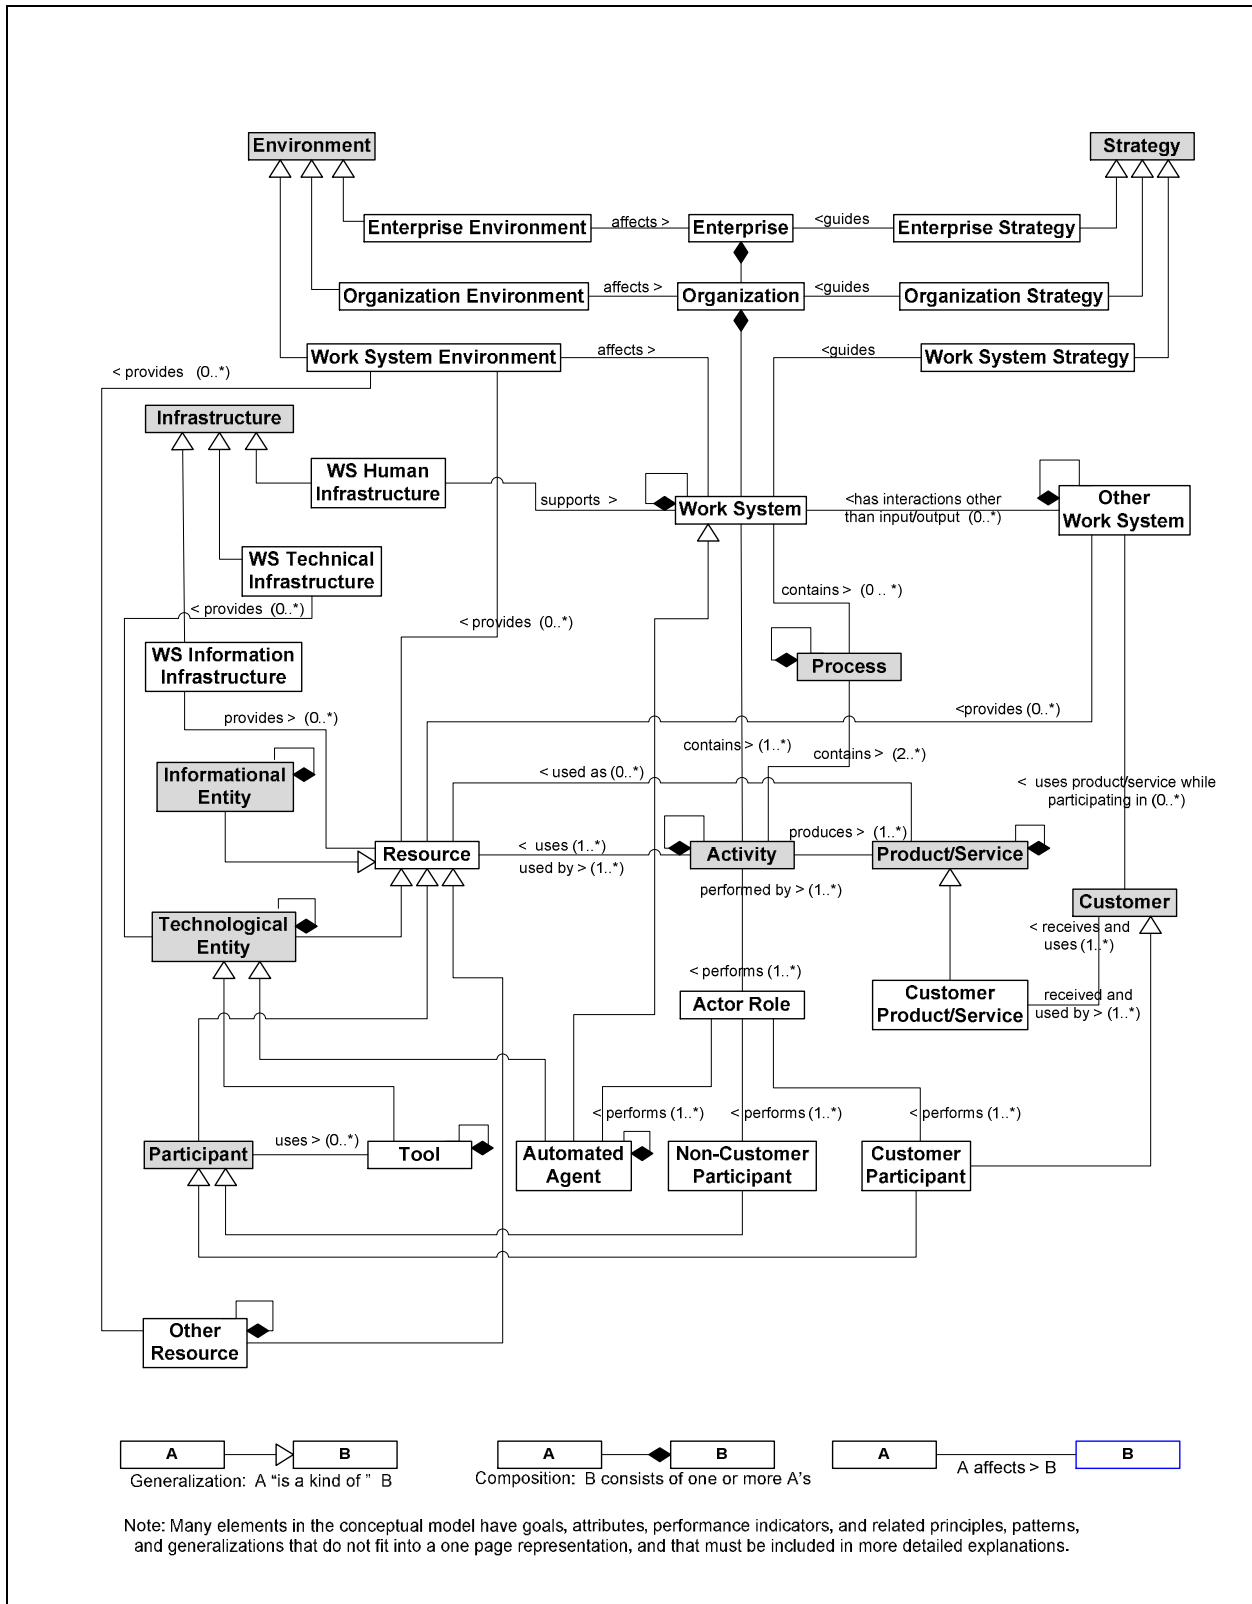 Environment
Strategy
Enterprise Environment
affects >
Enterprise
<guides
Enterprise Strategy
Organization Environment
affects >
Organization
<guides
Organization Strategy
Work System Environment
affects >
<guides
Work System Strategy
< provides (0..*)
Infrastructure
WS Human
Infrastructure
supports >
Work System
<has interactions other
than input/output (0..*)
Other
Work System
WS Technical
Infrastructure
contains > (0 .. *)
< provides (0..*)
< provides (0..*)
WS Information
Infrastructure
Process
provides > (0..*)
<provides (0..*)
contains > (1..*)
contains > (2..*)
Informational
Entity
< used as (0..*)
< uses product/service while
participating in (0..*)
Resource
< uses (1..*)
used by > (1..*)
Activity
produces > (1..*)
Product/Service
performed by > (1..*)
Customer
Technological
Entity
< receives and
uses (1..*)
< performs (1..*)
Actor Role
Customer
Product/Service
received and
used by > (1..*)
< performs (1..*)
< performs (1..*)
< performs (1..*)
Participant
uses > (0..*)
Tool
Automated
Agent
Non-Customer
Participant
Customer
Participant
Other
Resource
A
B
A
B
A
B
Generalization: A “is a kind of ” B
Composition: B consists of one or more A’s
A affects > B
Note: Many elements in the conceptual model have goals, attributes, performance indicators, and related principles, patterns,
and generalizations that do not fit into a one page representation, and that must be included in more detailed explanations.